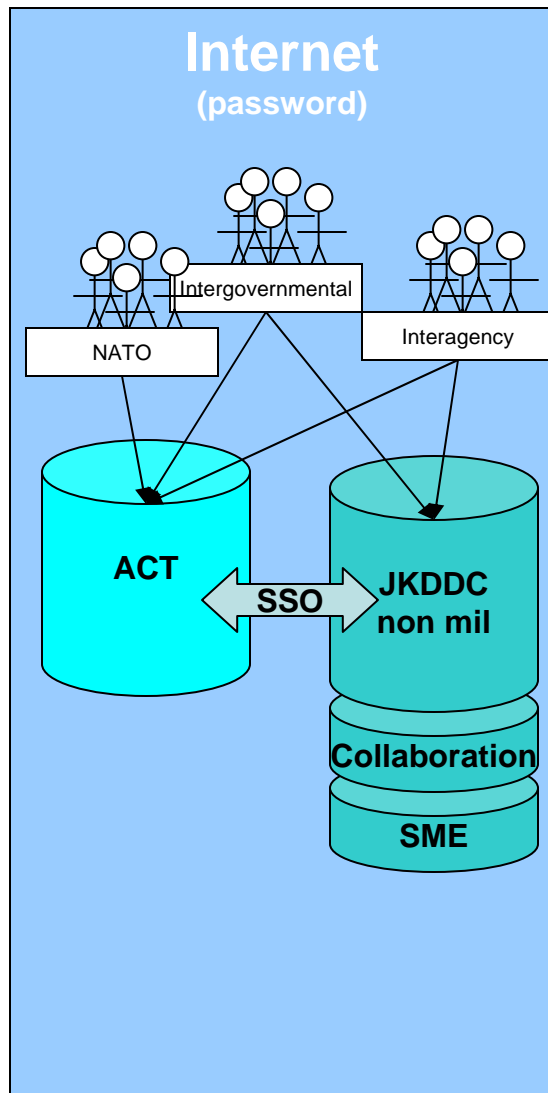 Internet
(password)
Intergovernmental
Interagency
NATO
ACT
SSO
JKDDC
non mil
Collaboration
SME